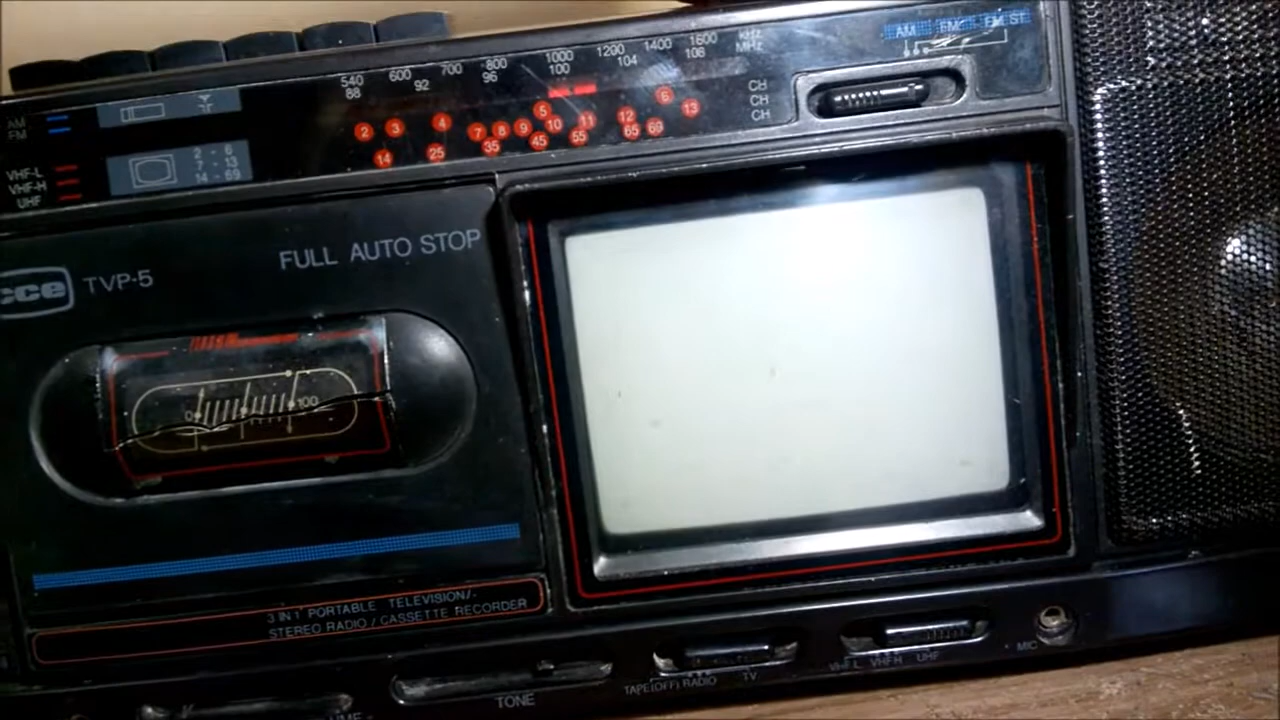 540 600 700 800 1000 1200 1400 1600 kHz
88 92 96 100 104 108 MHz
AM FM FM ST
CH
CH
CH
2 3 4 7 8 9 5 10 11 12 6 13
14 25 35 45 55 65 69
AM
FM
VHF-L
VHF-H
UHF
2 - 6
7 - 13
14 - 69
cce TVP-5
FULL AUTO STOP
0 100
3 IN 1 PORTABLE TELEVISION/-
STEREO RADIO / CASSETTE RECORDER
TONE
TAPE(OFF) RADIO TV
VHF L VHF H UHF
MIC